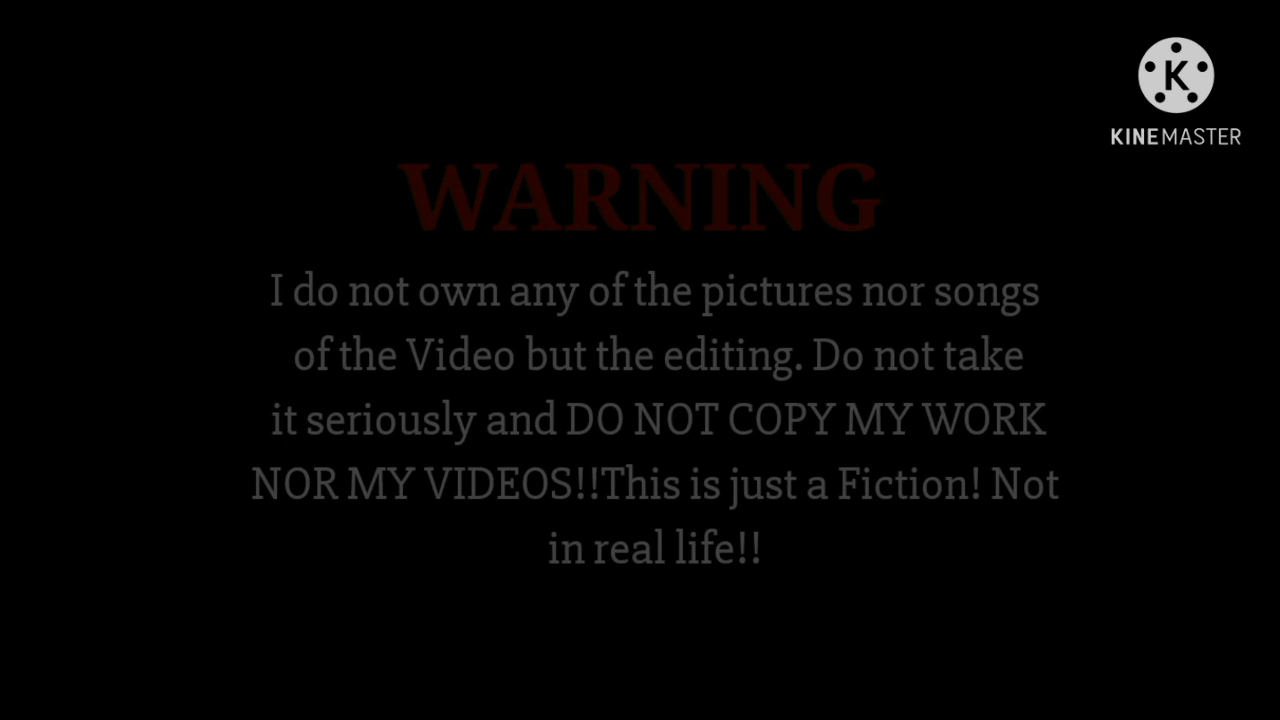 K
KINEMASTER
WARNING
I do not own any of the pictures nor songs
of the Video but the editing. Do not take
it seriously and DO NOT COPY MY WORK
NOR MY VIDEOS!!This is just a Fiction! Not
in real life!!